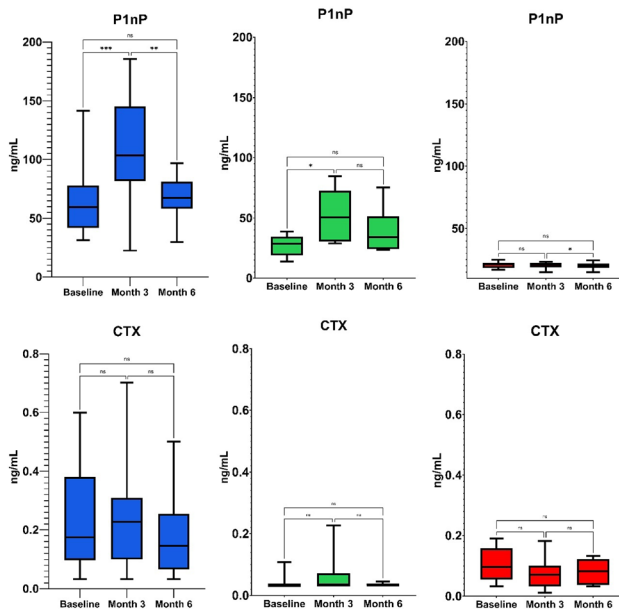 P1nP
ns
***
**
200
150
100
50
0
ng/mL
Baseline
Month 3
Month 6
P1nP
ns
*
ns
200
150
100
50
0
ng/mL
Baseline
Month 3
Month 6
P1nP
ns
ns
*
200
150
100
50
ng/mL
Baseline
Month 3
Month 6
CTX
ns
ns
ns
0.8
0.6
0.4
0.2
0.0
ng/mL
Baseline
Month 3
Month 6
CTX
ns
ns
ns
0.8
0.6
0.4
0.2
0.0
ng/mL
Baseline
Month 3
Month 6
CTX
ns
ns
ns
0.8
0.6
0.4
0.2
0.0
ng/mL
Baseline
Month 3
Month 6